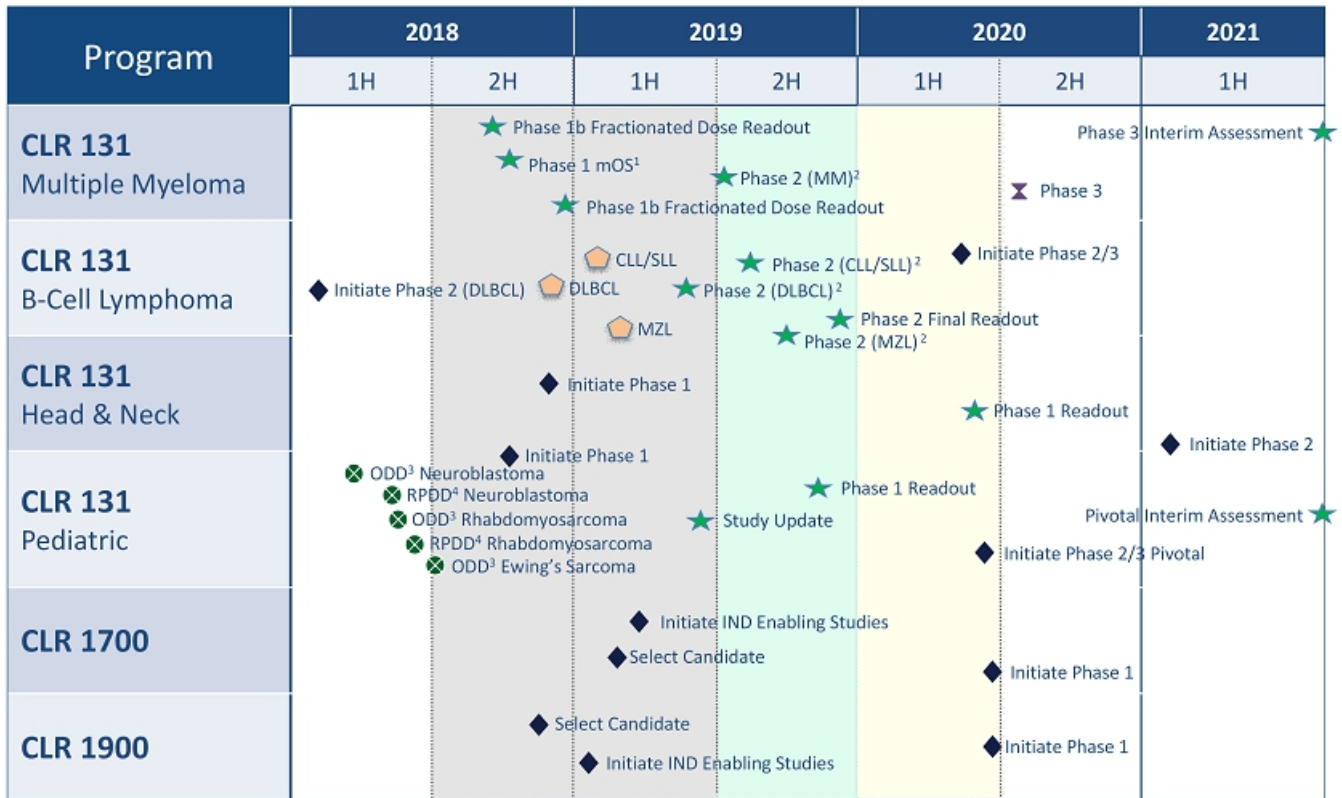 Program
2018
2019
2020
2021
1H
2H
1H
2H
1H
2H
1H
CLR 131
Multiple Myeloma
Phase 1b Fractionated Dose Readout
Phase 3 Interim Assessment
Phase 1 mOS¹
Phase 2 (MM)²
Phase 3
Phase 1b Fractionated Dose Readout
CLR 131
B-Cell Lymphoma
Initiate Phase 2/3
CLL/SLL
Phase 2 (CLL/SLL)²
Initiate Phase 2 (DLBCL)
DLBCL
Phase 2 (DLBCL)²
Phase 2 Final Readout
MZL
Phase 2 (MZL)²
CLR 131
Head & Neck
Initiate Phase 1
Phase 1 Readout
Initiate Phase 2
CLR 131
Pediatric
Initiate Phase 1
ODD³ Neuroblastoma
Phase 1 Readout
RPDD⁴ Neuroblastoma
ODD³ Rhabdomyosarcoma
Study Update
Pivotal Interim Assessment
RPDD⁴ Rhabdomyosarcoma
Initiate Phase 2/3 Pivotal
ODD³ Ewing's Sarcoma
CLR 1700
Initiate IND Enabling Studies
Select Candidate
Initiate Phase 1
CLR 1900
Select Candidate
Initiate Phase 1
Initiate IND Enabling Studies